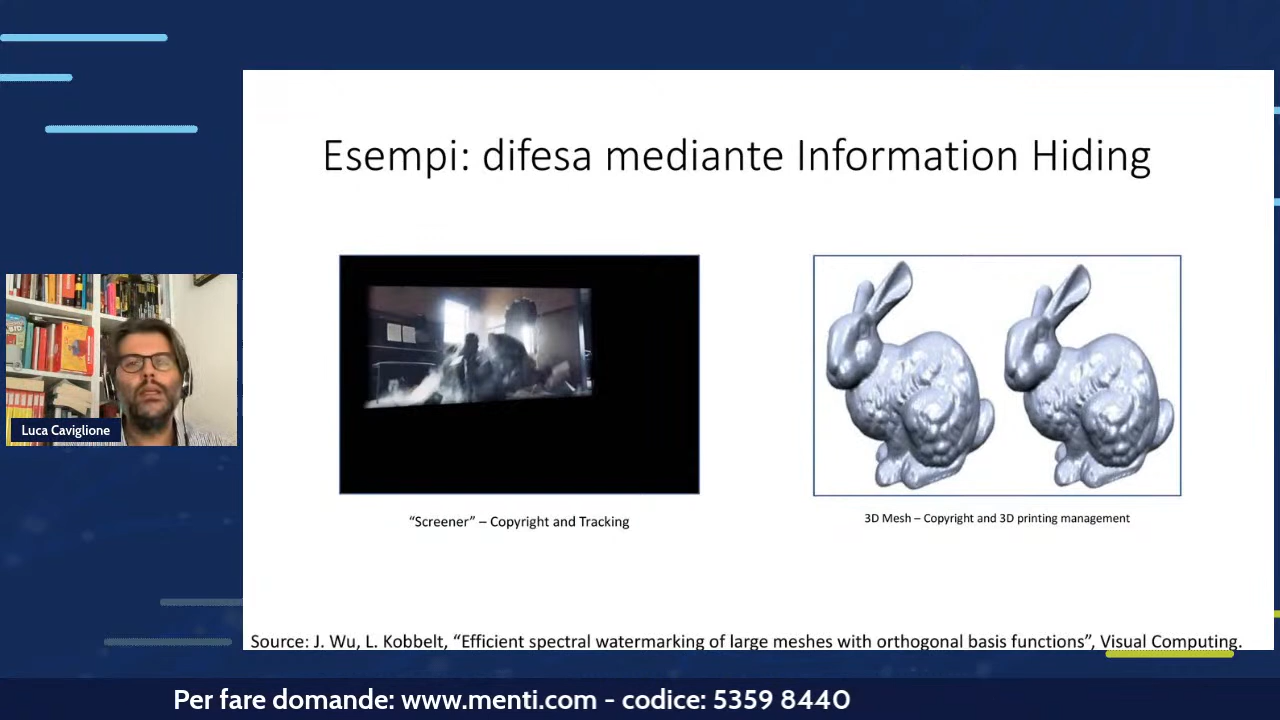 Esempi: difesa mediante Information Hiding
Luca Caviglione
“Screener” – Copyright and Tracking
3D Mesh – Copyright and 3D printing management
Source: J. Wu, L. Kobbelt, “Efficient spectral watermarking of large meshes with orthogonal basis functions”, Visual Computing.
Per fare domande: www.menti.com - codice: 5359 8440